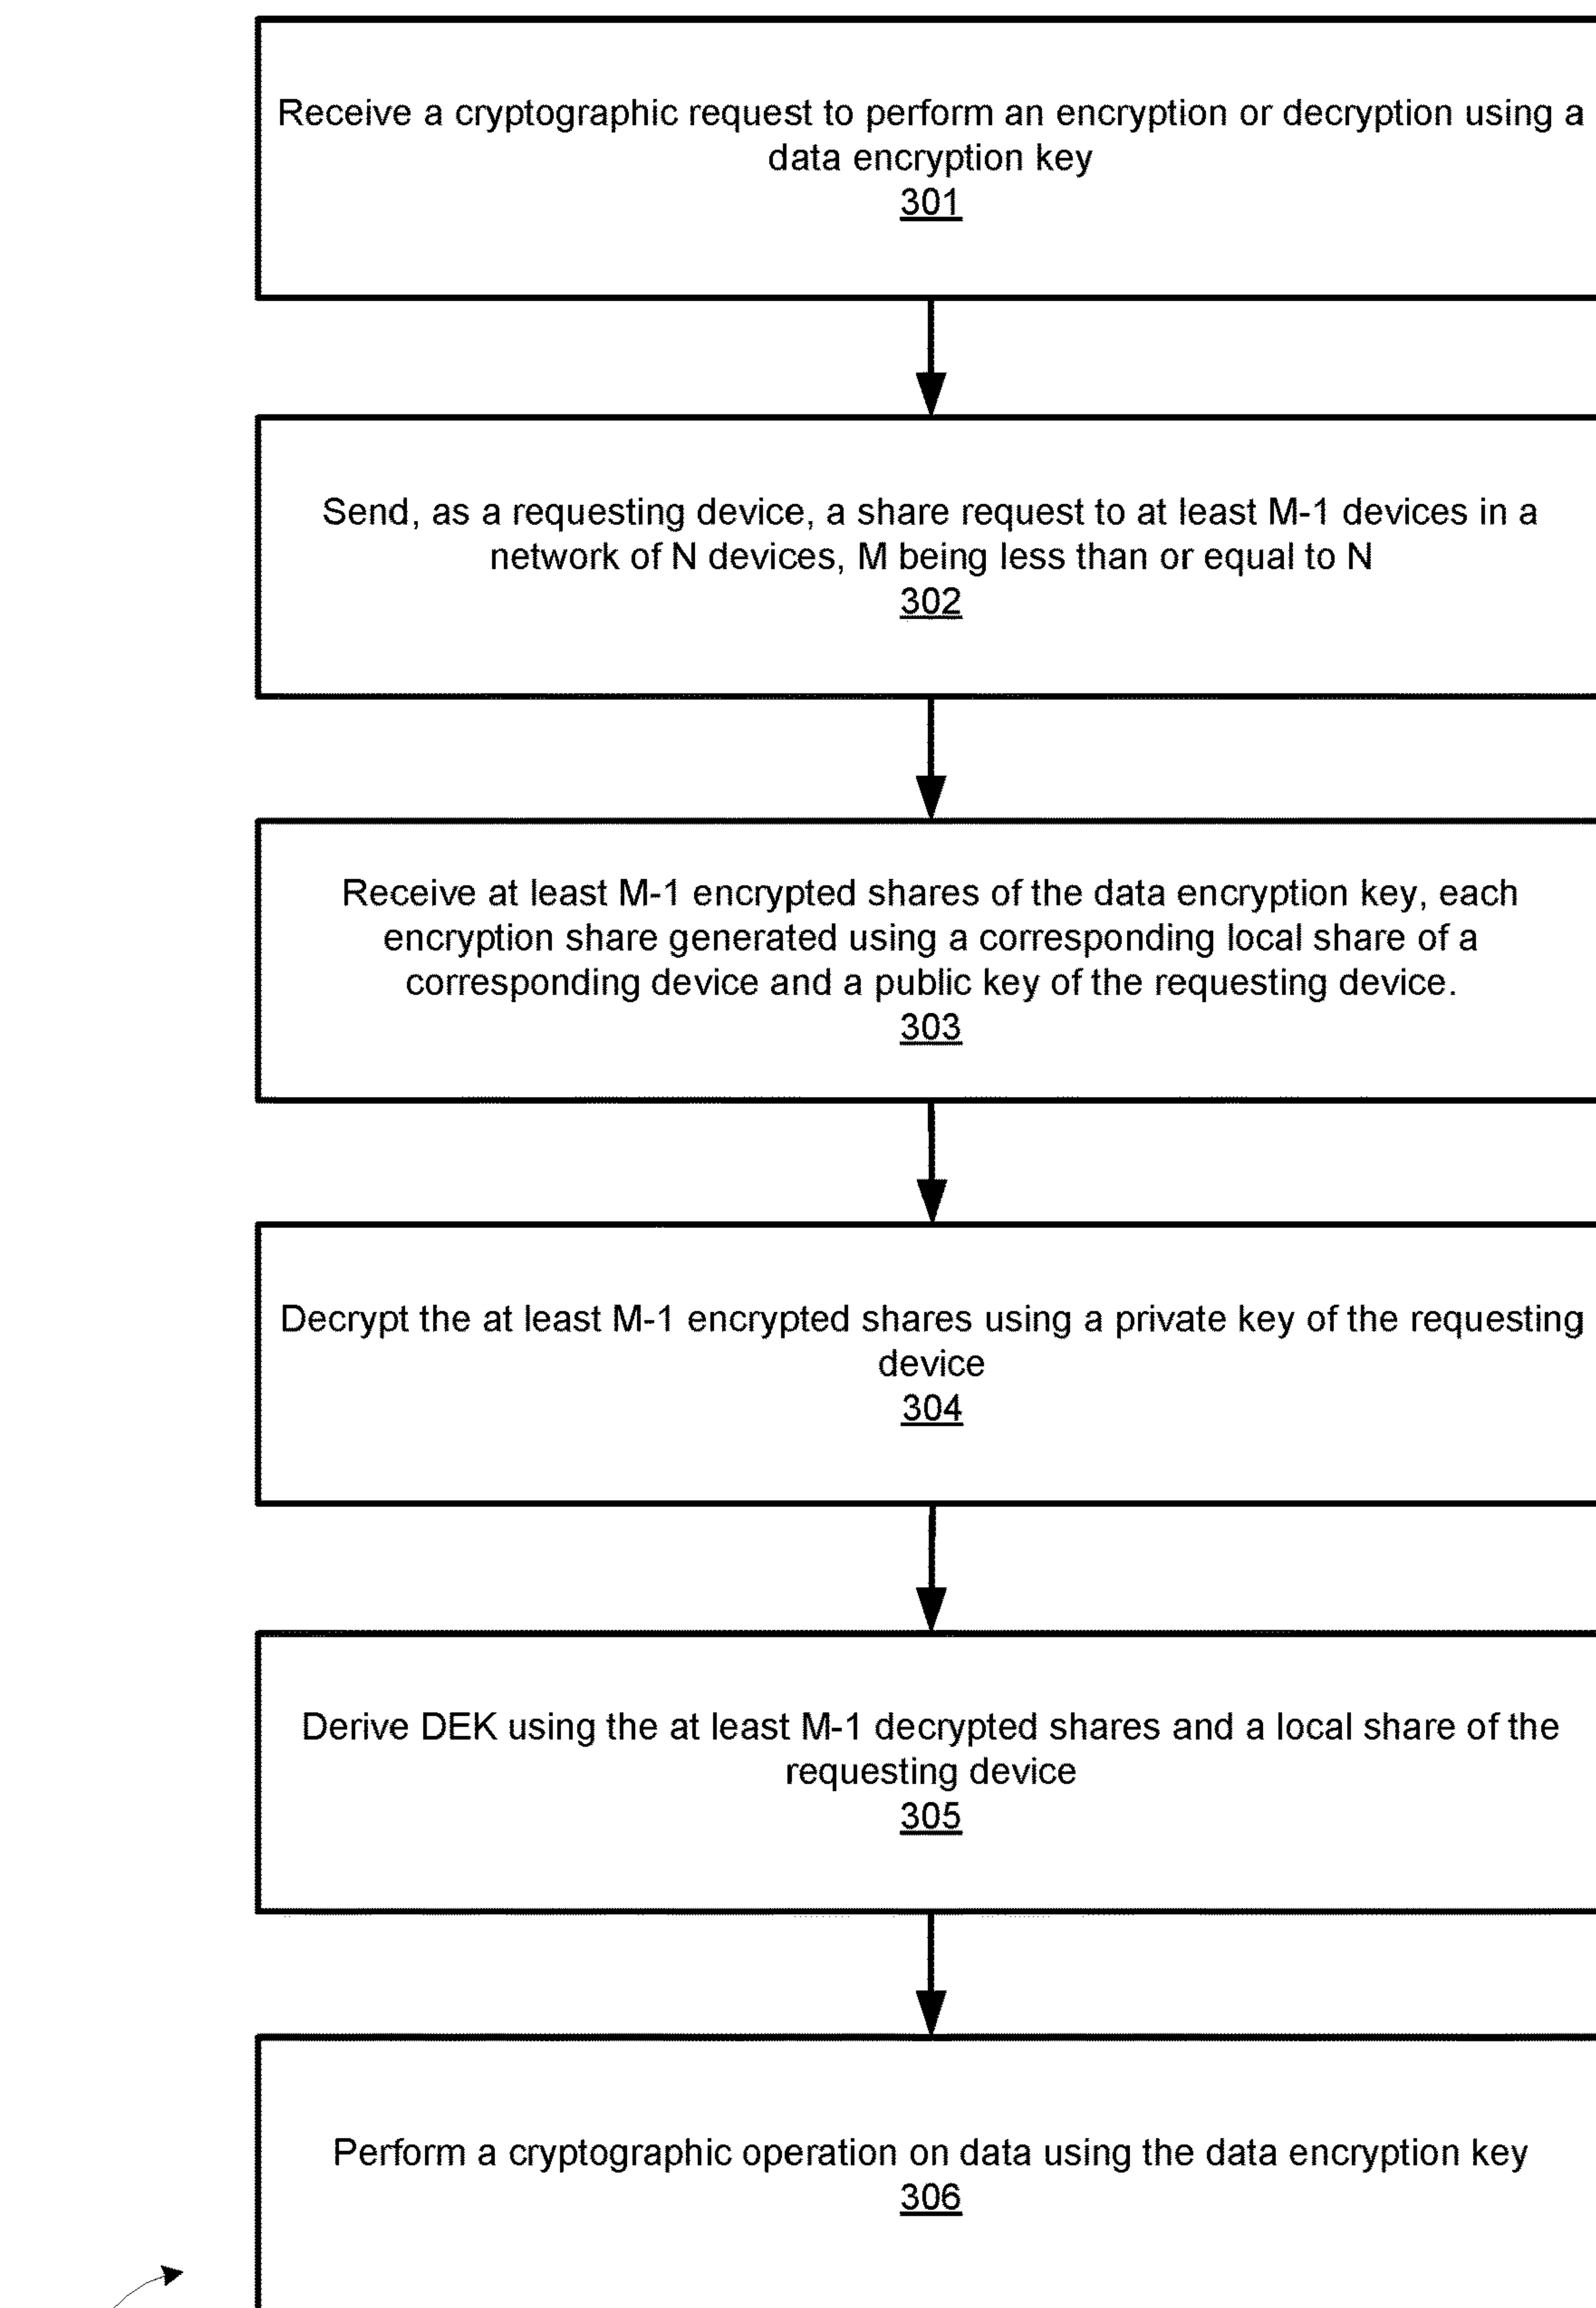 Receive a cryptographic request to perform an encryption or decryption using a
data encryption key
301
Send, as a requesting device, a share request to at least M-1 devices in a
network of N devices, M being less than or equal to N
302
Receive at least M-1 encrypted shares of the data encryption key, each
encryption share generated using a corresponding local share of a
corresponding device and a public key of the requesting device.
303
Decrypt the at least M-1 encrypted shares using a private key of the requesting
device
304
Derive DEK using the at least M-1 decrypted shares and a local share of the
requesting device
305
Perform a cryptographic operation on data using the data encryption key
306